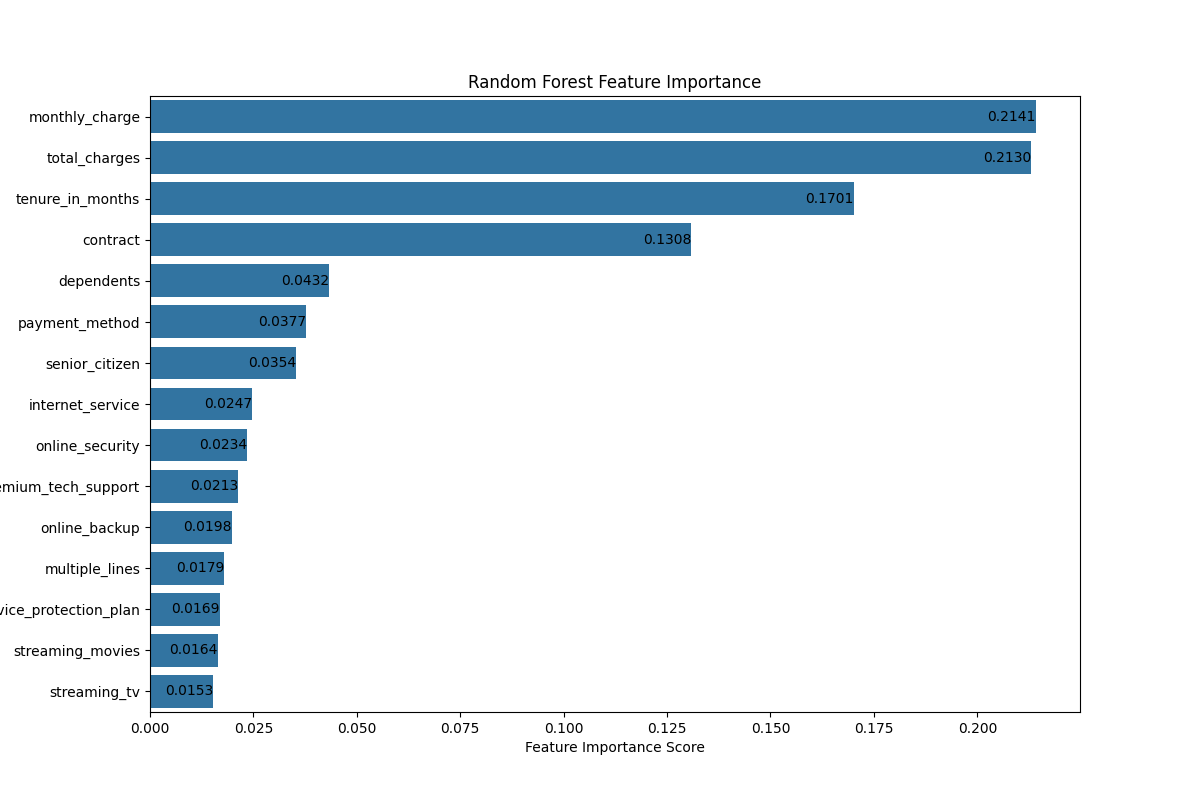 Random Forest Feature Importance
monthly_charge 0.2141
total_charges 0.2130
tenure_in_months 0.1701
contract 0.1308
dependents 0.0432
payment_method 0.0377
senior_citizen 0.0354
internet_service 0.0247
online_security 0.0234
emium_tech_support 0.0213
online_backup 0.0198
multiple_lines 0.0179
vice_protection_plan 0.0169
streaming_movies 0.0164
streaming_tv 0.0153
0.000 0.025 0.050 0.075 0.100 0.125 0.150 0.175 0.200
Feature Importance Score